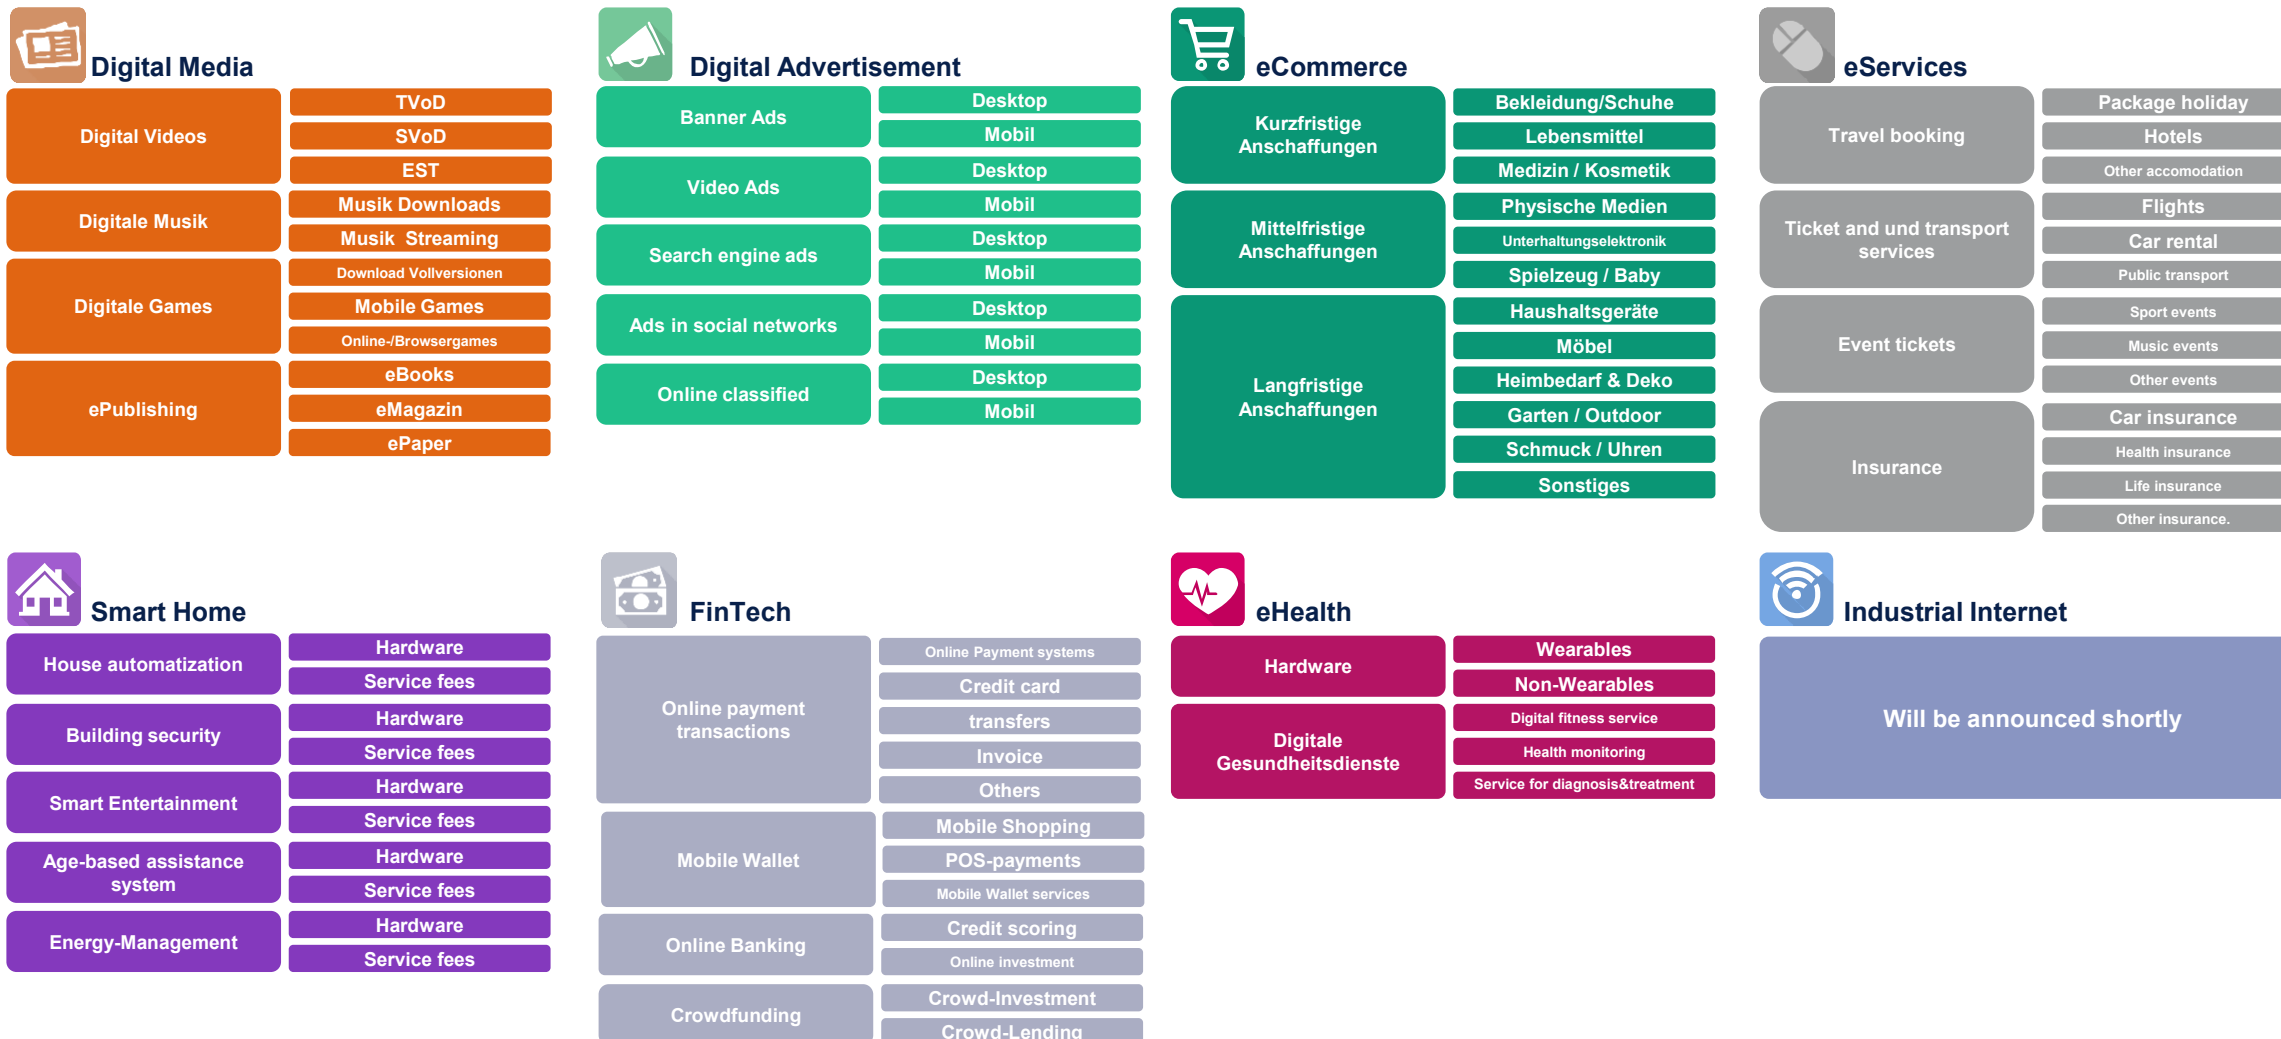 Digital Media
Digital Videos
TVoD
SVoD
EST
Digitale Musik
Musik Downloads
Musik Streaming
Digitale Games
Download Vollversionen
Mobile Games
Online-/Browsergames
ePublishing
eBooks
eMagazin
ePaper
Digital Advertisement
Banner Ads
Desktop
Mobil
Video Ads
Desktop
Mobil
Search engine ads
Desktop
Mobil
Ads in social networks
Desktop
Mobil
Online classified
Desktop
Mobil
eCommerce
Kurzfristige
Anschaffungen
Bekleidung/Schuhe
Lebensmittel
Medizin / Kosmetik
Mittelfristige
Anschaffungen
Physische Medien
Unterhaltungselektronik
Spielzeug / Baby
Langfristige
Anschaffungen
Haushaltsgeräte
Möbel
Heimbedarf & Deko
Garten / Outdoor
Schmuck / Uhren
Sonstiges
eServices
Travel booking
Package holiday
Hotels
Other accomodation
Ticket and und transport
services
Flights
Car rental
Public transport
Event tickets
Sport events
Music events
Other events
Insurance
Car insurance
Health insurance
Life insurance
Other insurance.
Smart Home
House automatization
Hardware
Service fees
Building security
Hardware
Service fees
Smart Entertainment
Hardware
Service fees
Age-based assistance
system
Hardware
Service fees
Energy-Management
Hardware
Service fees
FinTech
Online payment
transactions
Online Payment systems
Credit card
transfers
Invoice
Others
Mobile Wallet
Mobile Shopping
POS-payments
Mobile Wallet services
Online Banking
Credit scoring
Online investment
Crowdfunding
Crowd-Investment
Crowd-Lending
eHealth
Hardware
Wearables
Non-Wearables
Digitale
Gesundheitsdienste
Digital fitness service
Health monitoring
Service for diagnosis&treatment
Industrial Internet
Will be announced shortly